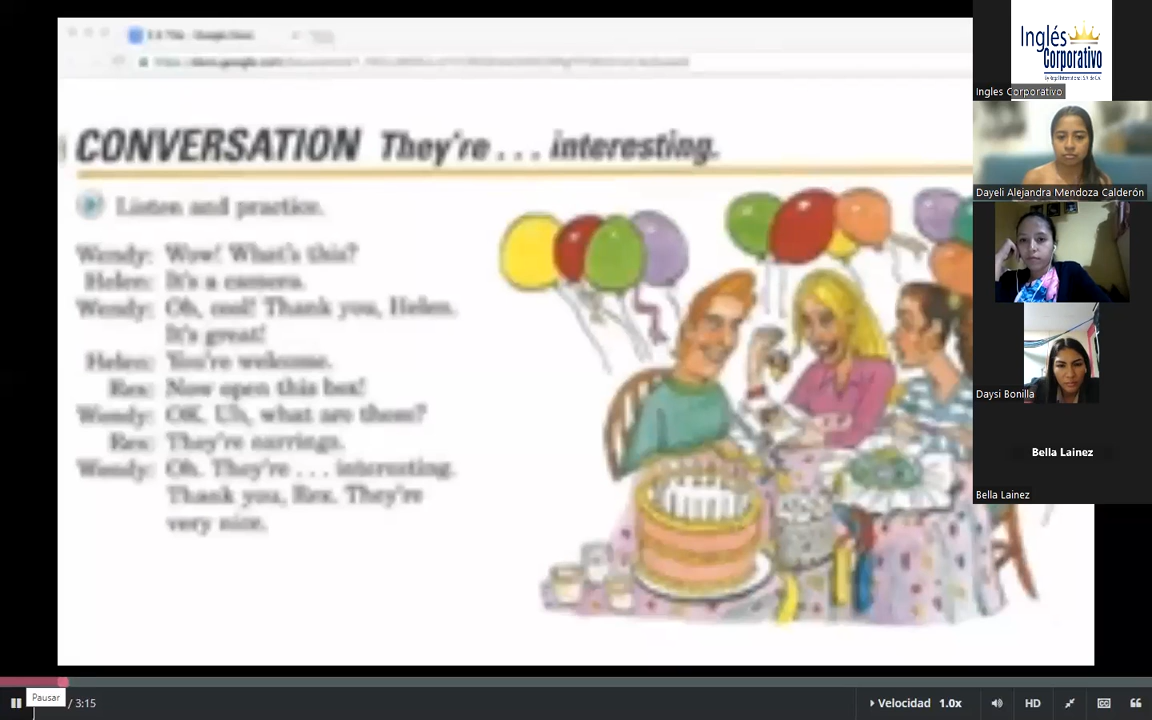 CONVERSATION They're . . . interesting.
Listen and practice.
Wendy: Wow! What's this?
Helen: It's a camera.
Wendy: Oh, cool! Thank you, Helen.
It's great!
Helen: You're welcome.
Rex: Now open this box!
Wendy: OK. Uh, what are these?
Rex: They're earrings.
Wendy: Oh. They're . . . interesting.
Thank you, Rex. They're
very nice.
Inglés
Corporativo
Ingles Corporativo
Dayeli Alejandra Mendoza Calderón
Daysi Bonilla
Bella Lainez
Bella Lainez
Pausar
/ 3:15
Velocidad 1.0x
HD